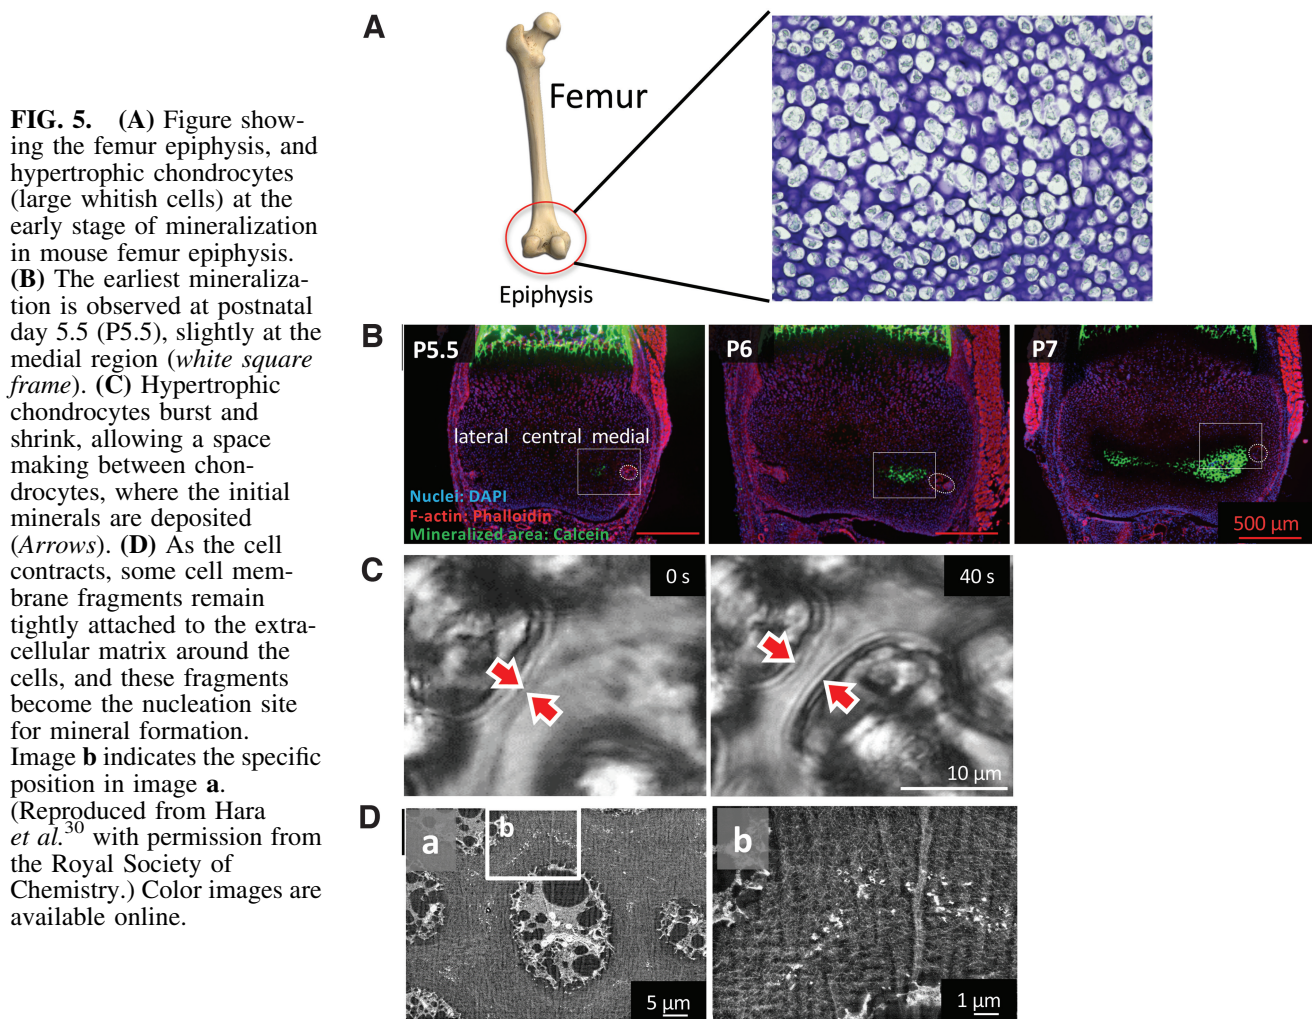 FIG. 5. (A) Figure show-
ing the femur epiphysis, and
hypertrophic chondrocytes
(large whitish cells) at the
early stage of mineralization
in mouse femur epiphysis.
(B) The earliest mineraliza-
tion is observed at postnatal
day 5.5 (P5.5), slightly at the
medial region (white square
frame). (C) Hypertrophic
chondrocytes burst and
shrink, allowing a space
making between chon-
drocytes, where the initial
minerals are deposited
(Arrows). (D) As the cell
contracts, some cell mem-
brane fragments remain
tightly attached to the extra-
cellular matrix around the
cells, and these fragments
become the nucleation site
for mineral formation.
Image b indicates the specific
position in image a.
(Reproduced from Hara
et al.30 with permission from
the Royal Society of
Chemistry.) Color images are
available online.
A
Femur
Epiphysis
B
P5.5
P6
P7
lateral central medial
Nuclei: DAPI
F-actin: Phalloidin
Mineralized area: Calcein
500 µm
C
0 s
40 s
10 µm
D
a
b
b
5 µm
1 µm